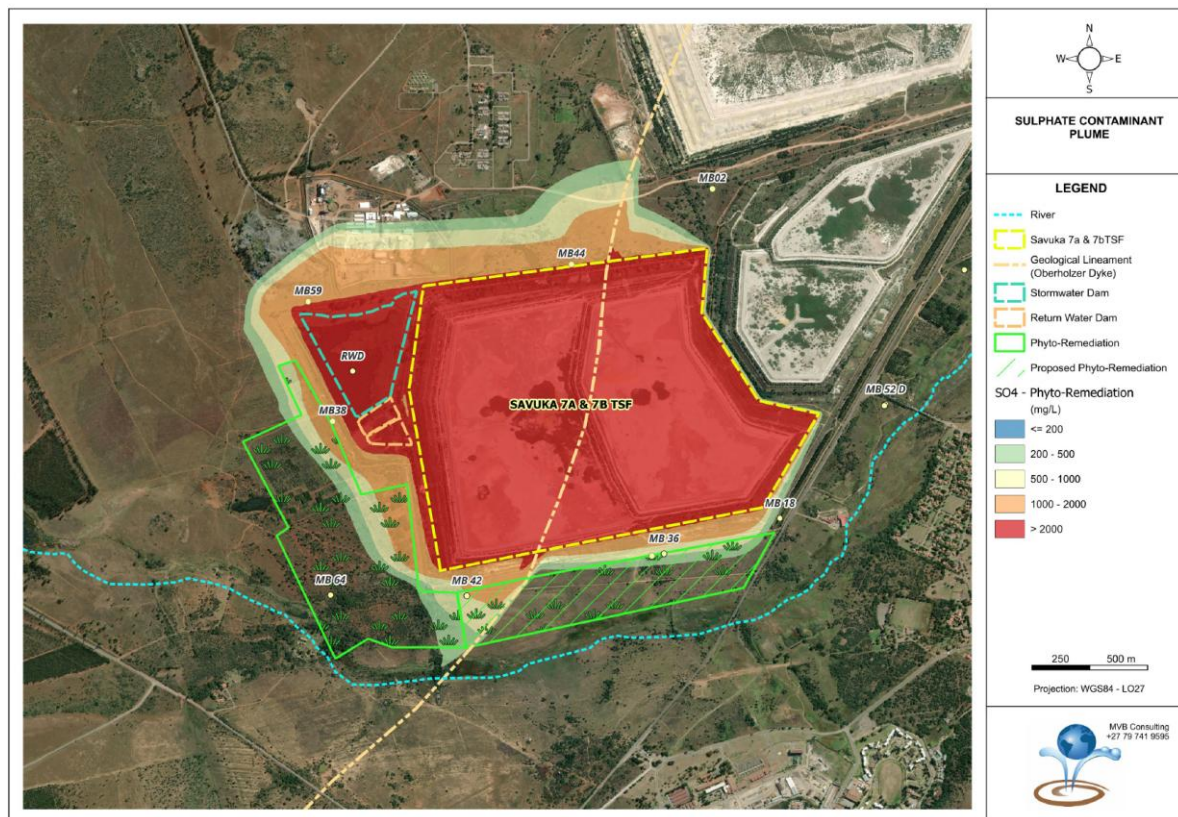 MB02
MB44
MB59
RWD
MB 52 D
SAVUKA 7A & 7B TSF
MB38
MB 18
MB 36
MB 64
MB 42
N
W
E
S
SULPHATE CONTAMINANT
PLUME
LEGEND
River
Savuka 7a & 7bTSF
Geological Lineament
(Oberholzer Dyke)
Stormwater Dam
Return Water Dam
Phyto-Remediation
Proposed Phyto-Remediation
SO4 - Phyto-Remediation
(mg/L)
<= 200
200 - 500
500 - 1000
1000 - 2000
> 2000
250 500 m
Projection: WGS84 - LO27
MVB Consulting
+27 79 741 9595